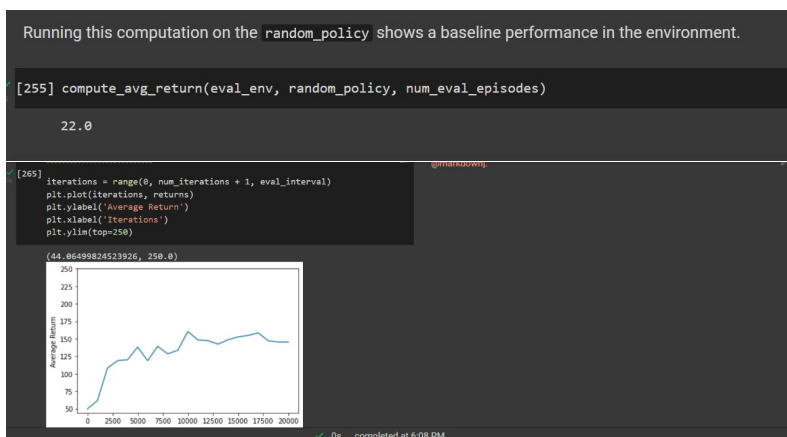 Running this computation on the random_policy shows a baseline performance in the environment.
[255] compute_avg_return(eval_env, random_policy, num_eval_episodes)
22.0
@markdown].
[265]
iterations = range(0, num_iterations + 1, eval_interval)
plt.plot(iterations, returns)
plt.ylabel('Average Return')
plt.xlabel('Iterations')
plt.ylim(top=250)
(44.06499824523926, 250.0)
250
225
200
175
150
125
100
75
50
Average Return
0 2500 5000 7500 10000 12500 15000 17500 20000
0s completed at 6:08 PM